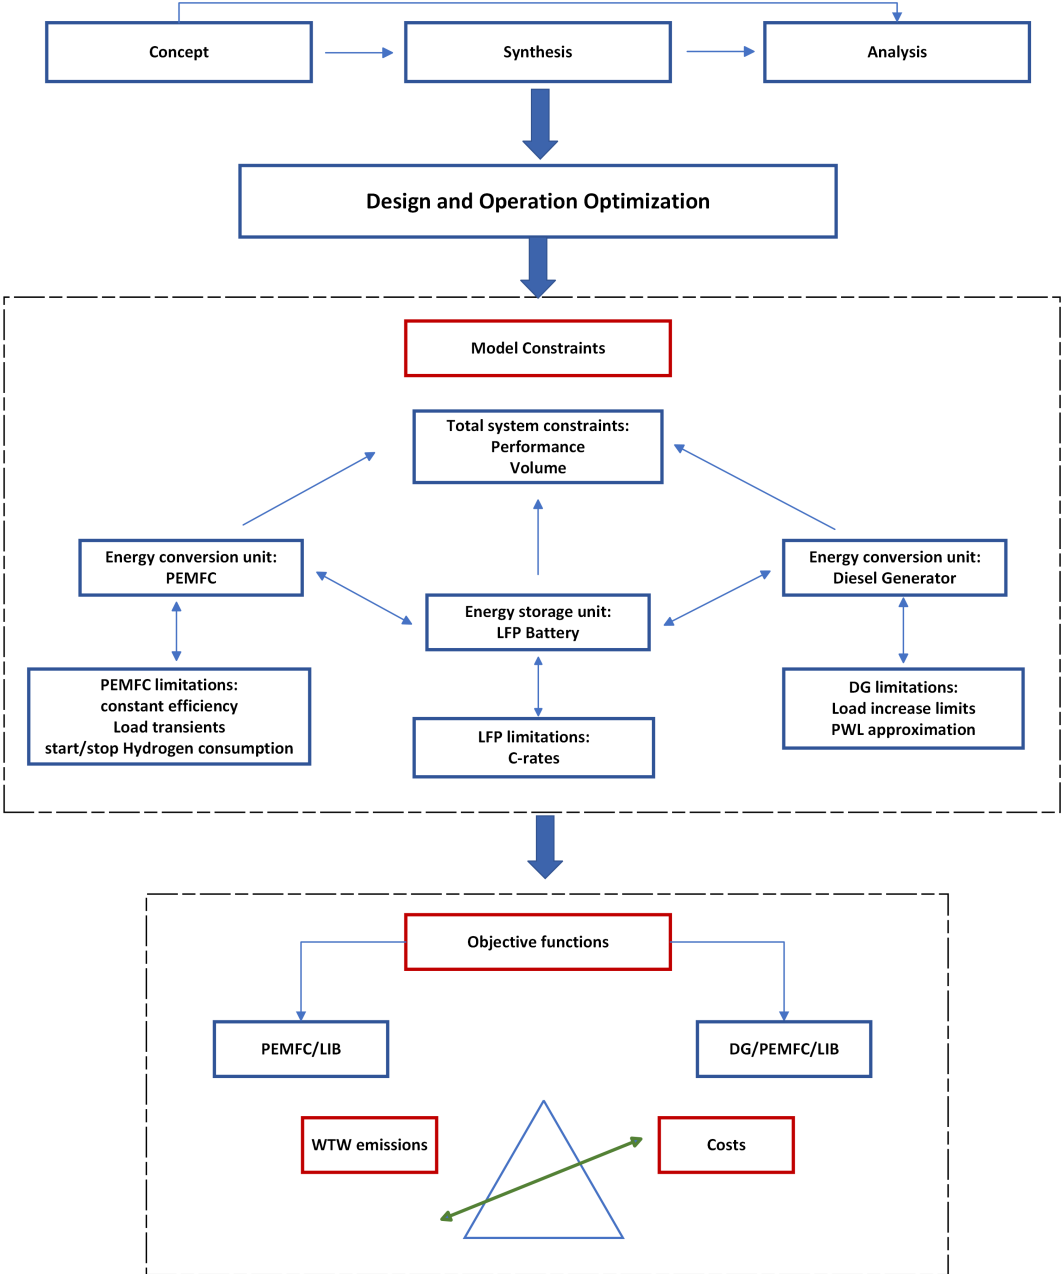 Concept
Synthesis
Analysis
Design and Operation Optimization
Model Constraints
Total system constraints:
Performance
Volume
Energy conversion unit:
PEMFC
Energy conversion unit:
Diesel Generator
Energy storage unit:
LFP Battery
PEMFC limitations:
constant efficiency
Load transients
start/stop Hydrogen consumption
DG limitations:
Load increase limits
PWL approximation
LFP limitations:
C-rates
Objective functions
PEMFC/LIB
DG/PEMFC/LIB
WTW emissions
Costs